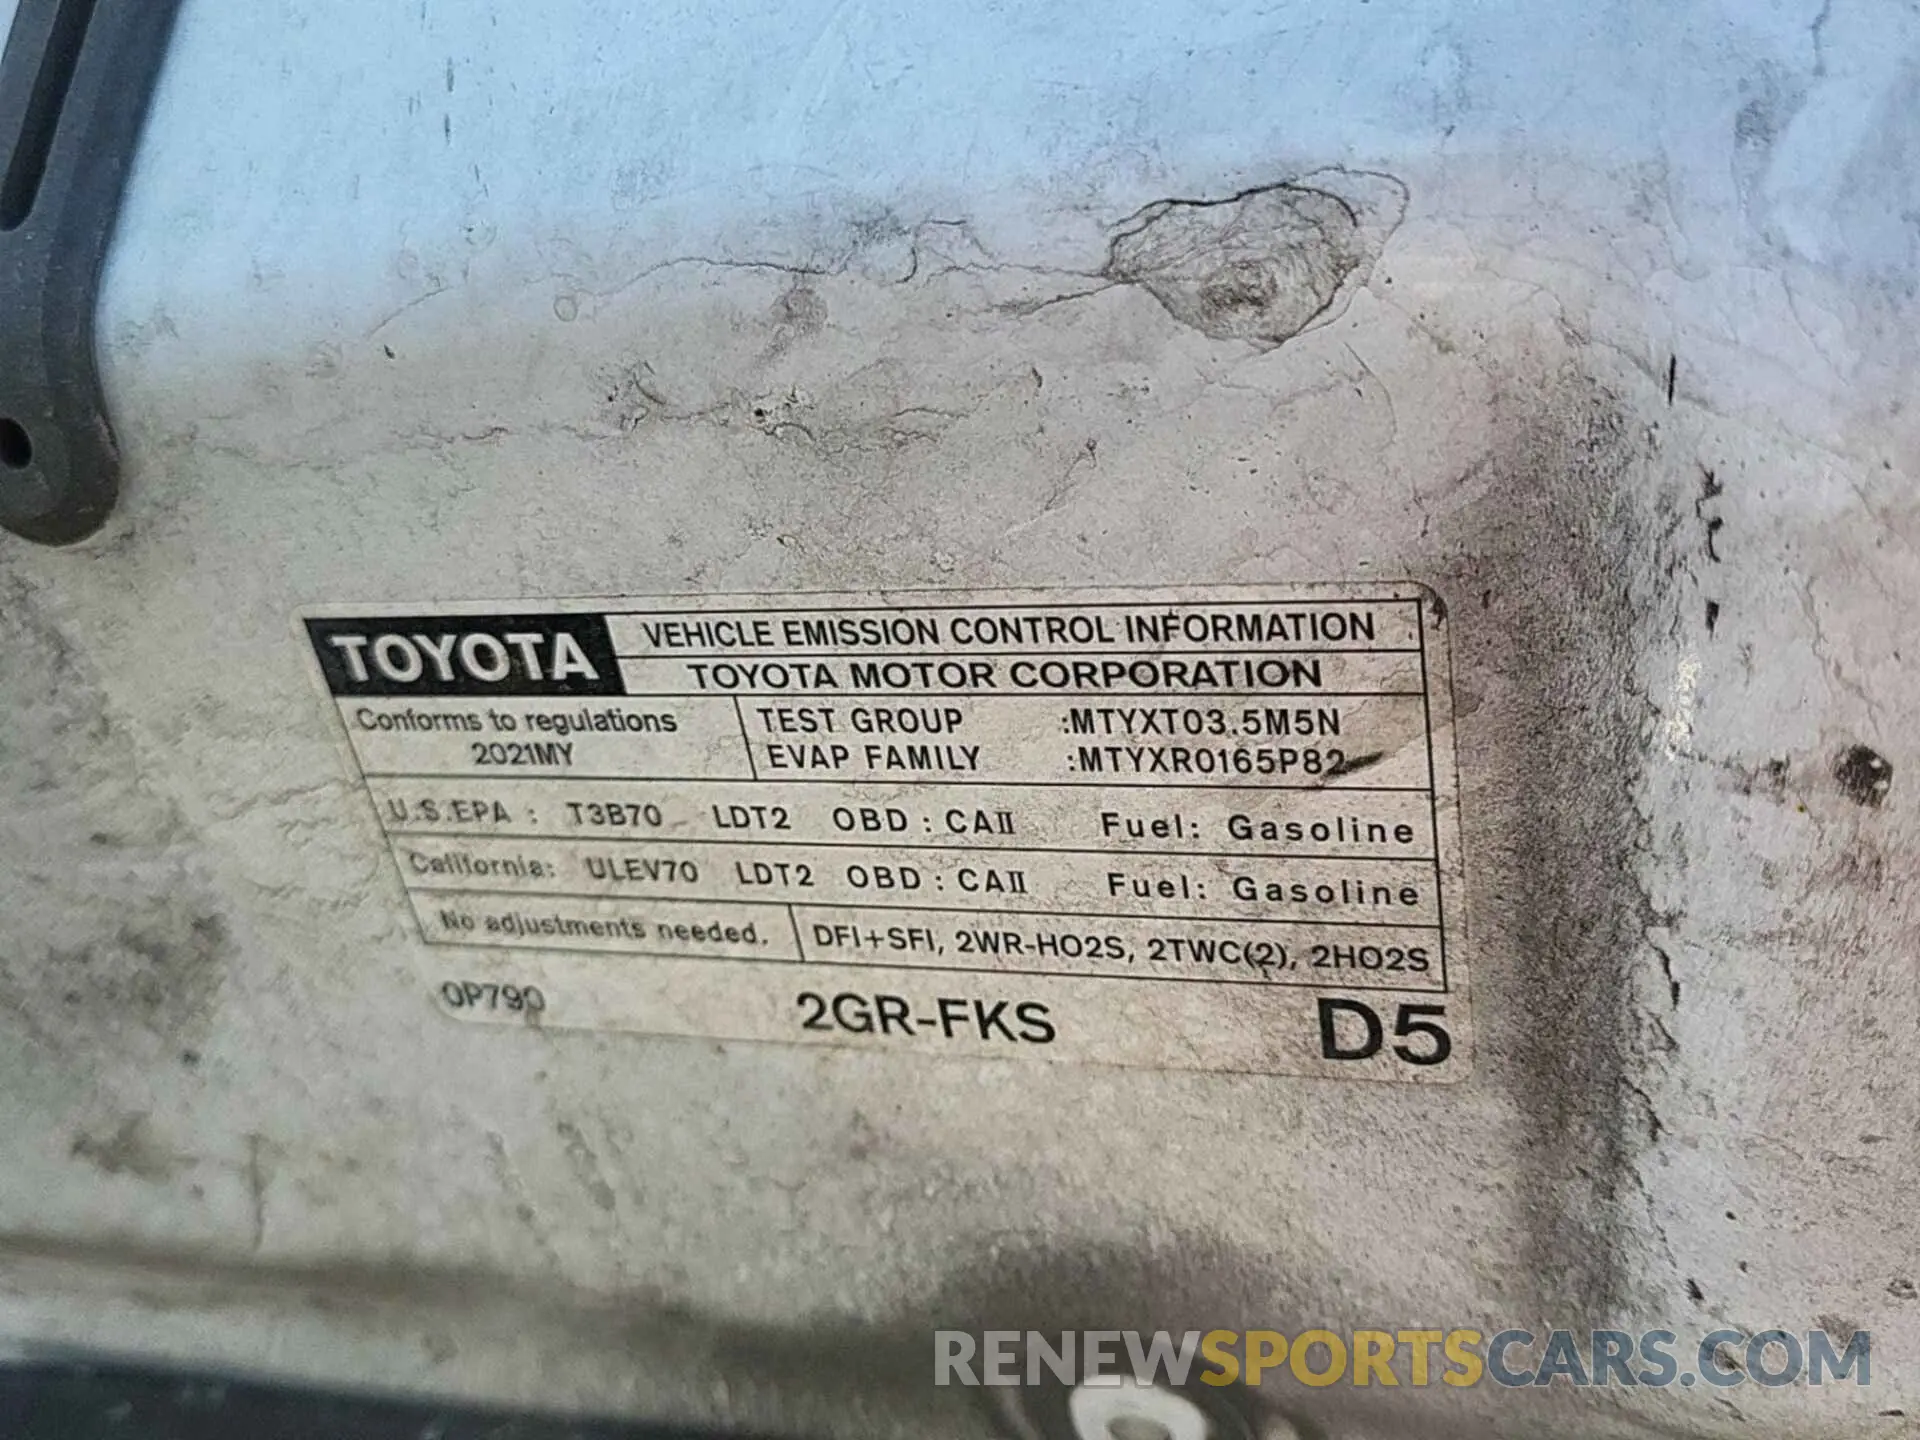 TOYOTA
VEHICLE EMISSION CONTROL INFORMATION
TOYOTA MOTOR CORPORATION
Conforms to regulations
2021MY
TEST GROUP :MTYXT03.5M5N
EVAP FAMILY :MTYXR0165P82
U.S.EPA : T3B70 LDT2 OBD : CAII Fuel: Gasoline
California: ULEV70 LDT2 OBD : CAII Fuel: Gasoline
No adjustments needed. DFI+SFI, 2WR-HO2S, 2TWC(2), 2HO2S
0P790 2GR-FKS D5
RENEWSPORTSCARS.COM